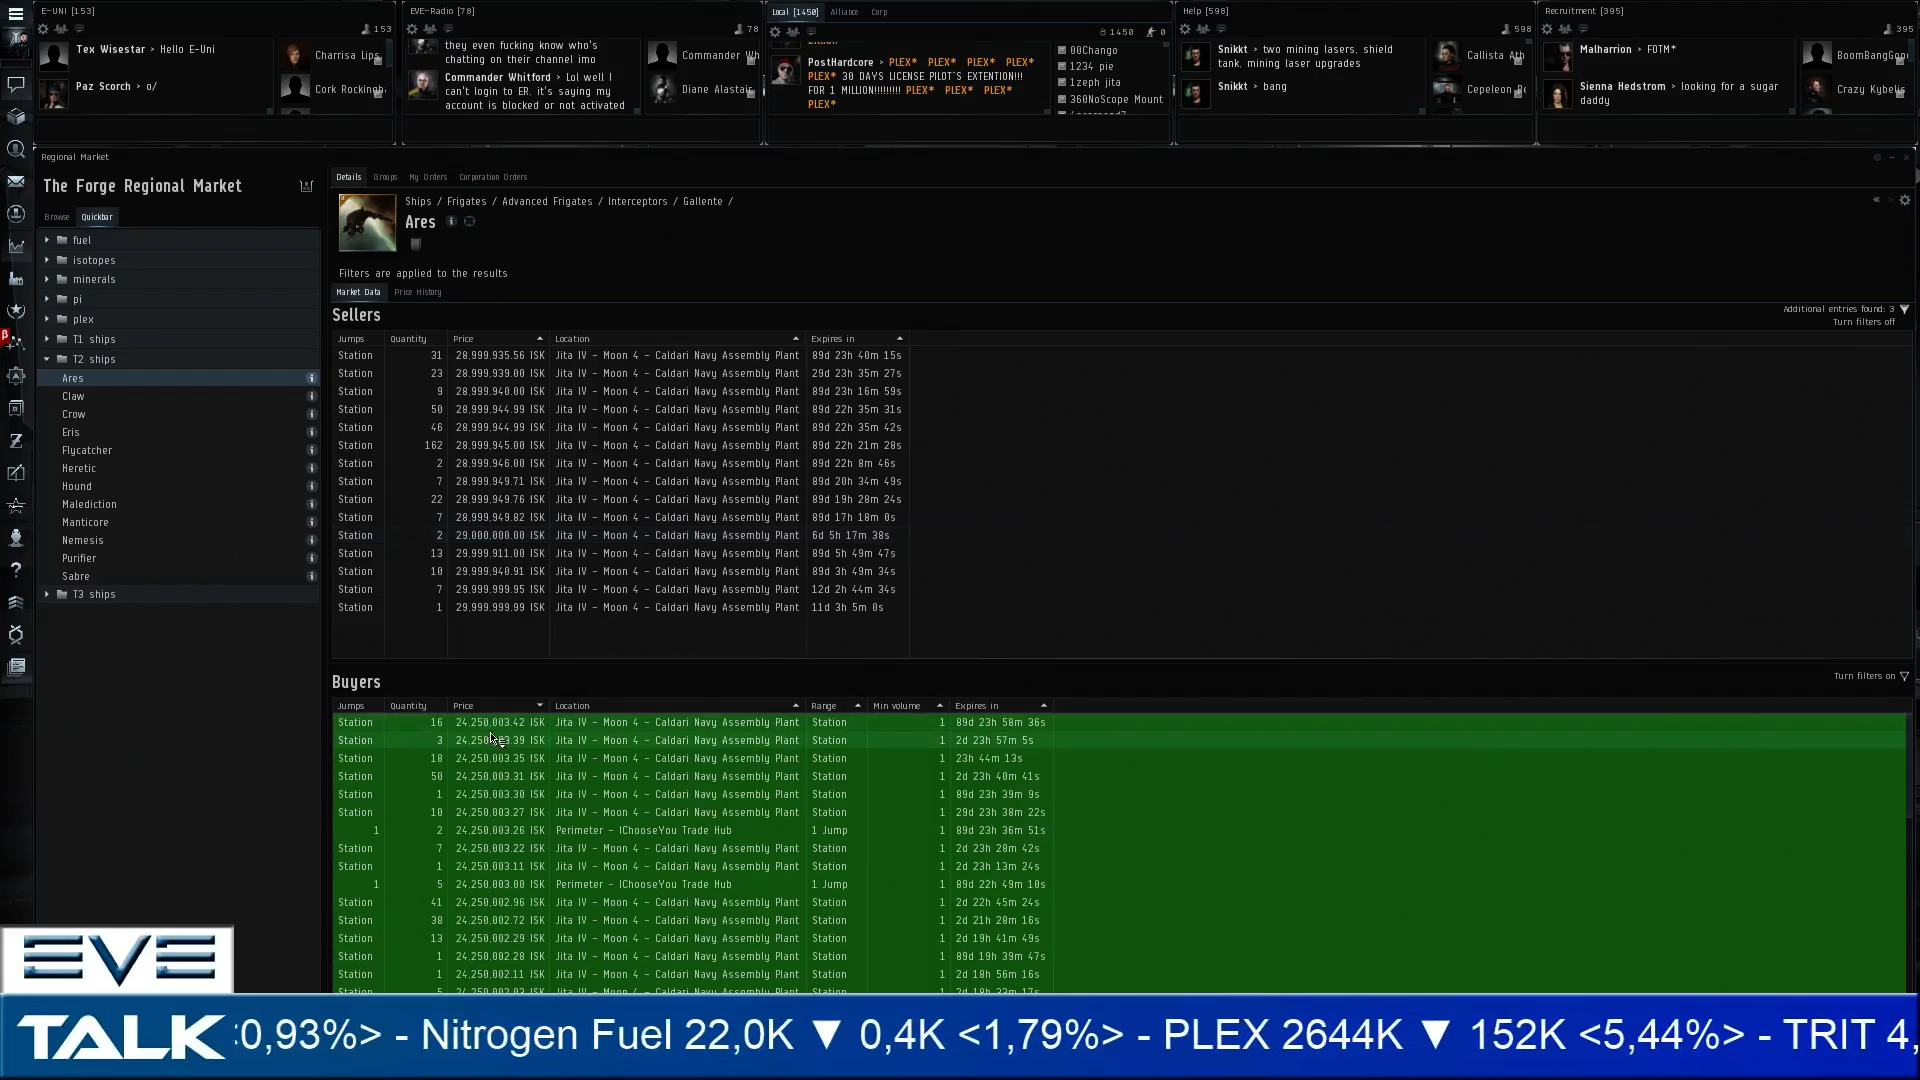 E-UNI [153]
153
Tex Wisestar > Hello E-Uni
Paz Scorch > o/
Charrisa Lips
Cork Rocking
EVE-Radio [78]
78
they even fucking know who's
chatting on their channel imo
Commander Whitford > Lol well I
can't login to ER, it's saying my
account is blocked or not activated
Commander Wh
Diane Alastair
Local [1450] Alliance Corp
1450 0
PostHardcore > PLEX* PLEX* PLEX* PLEX*
PLEX* 30 DAYS LICENSE PILOT'S EXTENTION!!!
FOR 1 MILLION!!!!!!!!! PLEX* PLEX* PLEX*
PLEX*
00Chango
1234 pie
1zeph jita
360NoScope Mount
Help [598]
598
Snikkt > two mining lasers, shield
tank, mining laser upgrades
Snikkt > bang
Callista Ath
Cepeleon Re
Recruitment [395]
395
Malharrion > FOTM*
Sienna Hedstrom > looking for a sugar
daddy
BoomBangGon
Crazy Kybelis
Regional Market
The Forge Regional Market
Browse Quickbar
fuel
isotopes
minerals
pi
plex
T1 ships
T2 ships
Ares
Claw
Crow
Eris
Flycatcher
Heretic
Hound
Malediction
Manticore
Nemesis
Purifier
Sabre
T3 ships
Details Groups My Orders Corporation Orders
Ships / Frigates / Advanced Frigates / Interceptors / Gallente /
Ares
Filters are applied to the results
Market Data Price History
Sellers
Additional entries found: 3
Turn filters off
Jumps Quantity Price Location Expires in
Station 31 28,999,935.56 ISK Jita IV - Moon 4 - Caldari Navy Assembly Plant 89d 23h 40m 15s
Station 23 28,999,939.00 ISK Jita IV - Moon 4 - Caldari Navy Assembly Plant 29d 23h 35m 27s
Station 9 28,999,940.00 ISK Jita IV - Moon 4 - Caldari Navy Assembly Plant 89d 23h 16m 59s
Station 50 28,999,944.99 ISK Jita IV - Moon 4 - Caldari Navy Assembly Plant 89d 22h 35m 31s
Station 46 28,999,944.99 ISK Jita IV - Moon 4 - Caldari Navy Assembly Plant 89d 22h 35m 42s
Station 162 28,999,945.00 ISK Jita IV - Moon 4 - Caldari Navy Assembly Plant 89d 22h 21m 28s
Station 2 28,999,946.00 ISK Jita IV - Moon 4 - Caldari Navy Assembly Plant 89d 22h 8m 46s
Station 7 28,999,949.71 ISK Jita IV - Moon 4 - Caldari Navy Assembly Plant 89d 20h 34m 49s
Station 22 28,999,949.76 ISK Jita IV - Moon 4 - Caldari Navy Assembly Plant 89d 19h 28m 24s
Station 7 28,999,949.82 ISK Jita IV - Moon 4 - Caldari Navy Assembly Plant 89d 17h 18m 0s
Station 2 29,000,000.00 ISK Jita IV - Moon 4 - Caldari Navy Assembly Plant 6d 5h 17m 38s
Station 13 29,999,911.00 ISK Jita IV - Moon 4 - Caldari Navy Assembly Plant 89d 5h 49m 47s
Station 10 29,999,940.91 ISK Jita IV - Moon 4 - Caldari Navy Assembly Plant 89d 3h 49m 34s
Station 7 29,999,999.95 ISK Jita IV - Moon 4 - Caldari Navy Assembly Plant 12d 2h 44m 34s
Station 1 29,999,999.99 ISK Jita IV - Moon 4 - Caldari Navy Assembly Plant 11d 3h 5m 0s
Buyers
Turn filters on
Jumps Quantity Price Location Range Min volume Expires in
Station 16 24,250,003.42 ISK Jita IV - Moon 4 - Caldari Navy Assembly Plant Station 1 89d 23h 58m 36s
Station 3 24,250 .39 ISK Jita IV - Moon 4 - Caldari Navy Assembly Plant Station 1 2d 23h 57m 5s
Station 18 24,250,003.35 ISK Jita IV - Moon 4 - Caldari Navy Assembly Plant Station 1 23h 44m 13s
Station 50 24,250,003.31 ISK Jita IV - Moon 4 - Caldari Navy Assembly Plant Station 1 2d 23h 40m 41s
Station 1 24,250,003.30 ISK Jita IV - Moon 4 - Caldari Navy Assembly Plant Station 1 89d 23h 39m 9s
Station 10 24,250,003.27 ISK Jita IV - Moon 4 - Caldari Navy Assembly Plant Station 1 29d 23h 38m 22s
1 2 24,250,003.26 ISK Perimeter - IChooseYou Trade Hub 1 Jump 1 89d 23h 36m 51s
Station 7 24,250,003.22 ISK Jita IV - Moon 4 - Caldari Navy Assembly Plant Station 1 2d 23h 28m 42s
Station 1 24,250,003.11 ISK Jita IV - Moon 4 - Caldari Navy Assembly Plant Station 1 2d 23h 13m 24s
1 5 24,250,003.00 ISK Perimeter - IChooseYou Trade Hub 1 Jump 1 89d 22h 49m 10s
Station 41 24,250,002.96 ISK Jita IV - Moon 4 - Caldari Navy Assembly Plant Station 1 2d 22h 45m 24s
Station 38 24,250,002.72 ISK Jita IV - Moon 4 - Caldari Navy Assembly Plant Station 1 2d 21h 28m 16s
Station 13 24,250,002.29 ISK Jita IV - Moon 4 - Caldari Navy Assembly Plant Station 1 2d 19h 41m 49s
Station 1 24,250,002.28 ISK Jita IV - Moon 4 - Caldari Navy Assembly Plant Station 1 89d 19h 39m 47s
Station 1 24,250,002.11 ISK Jita IV - Moon 4 - Caldari Navy Assembly Plant Station 1 2d 18h 56m 16s
EVE
TALK
:0,93%> - Nitrogen Fuel 22,0K ▼ 0,4K <1,79%> - PLEX 2644K ▼ 152K <5,44%> - TRIT 4,